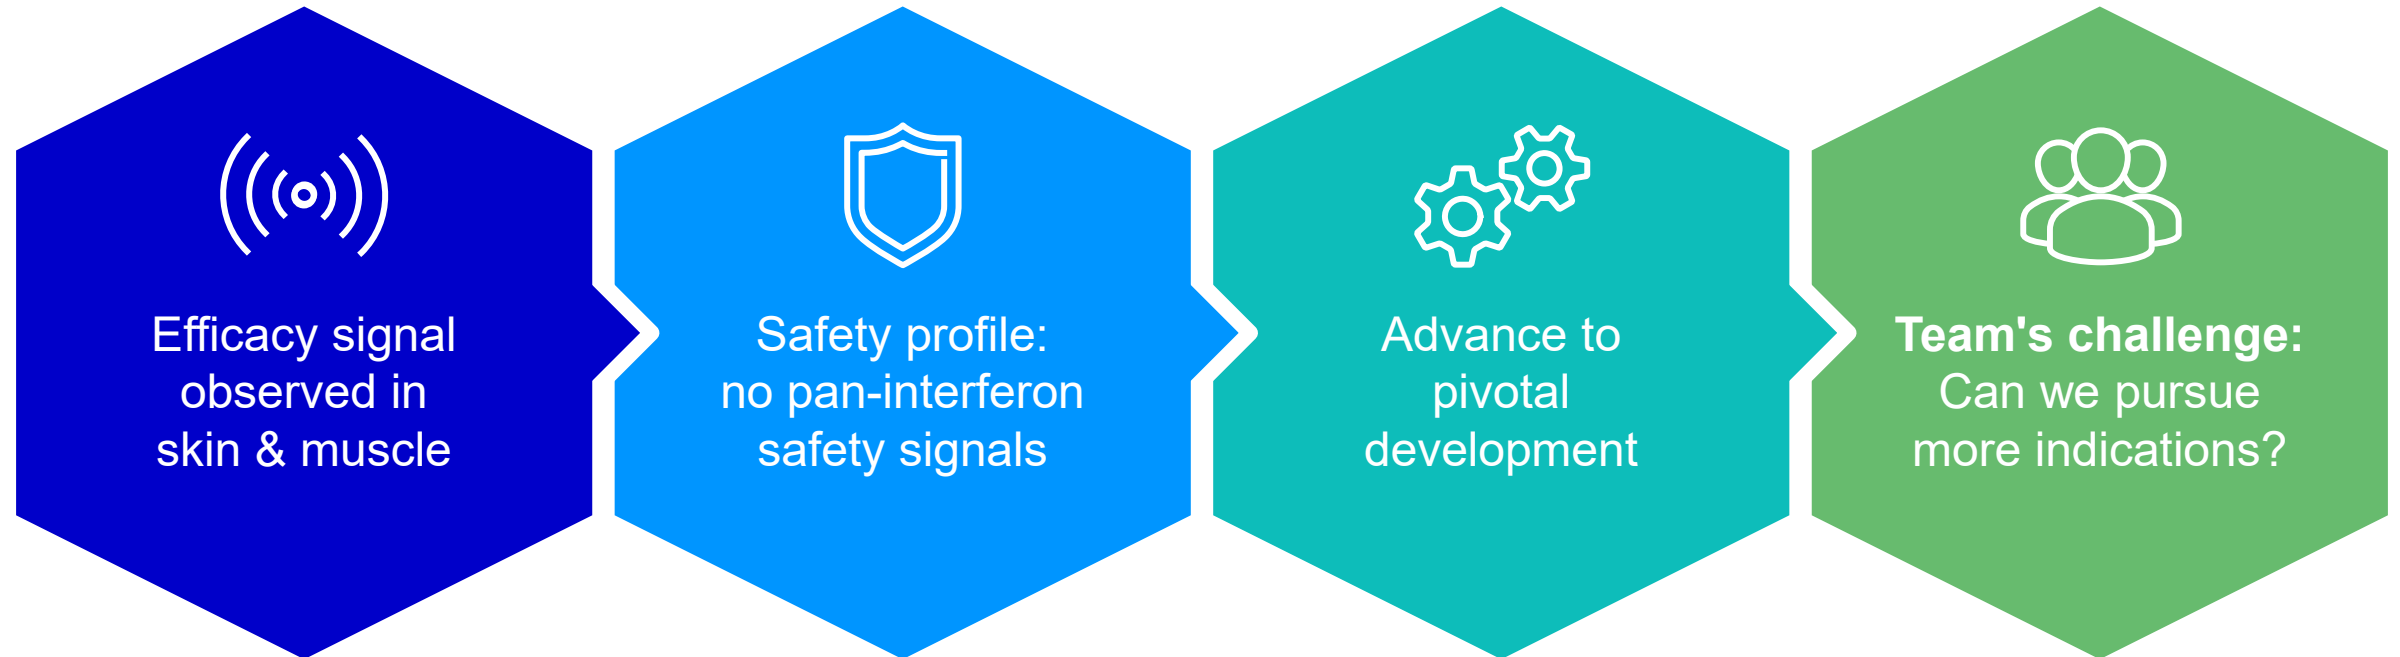 Efficacy signal
observed in
skin & muscle
Safety profile:
no pan-interferon
safety signals
Advance to
pivotal
development
Team's challenge:
Can we pursue
more indications?